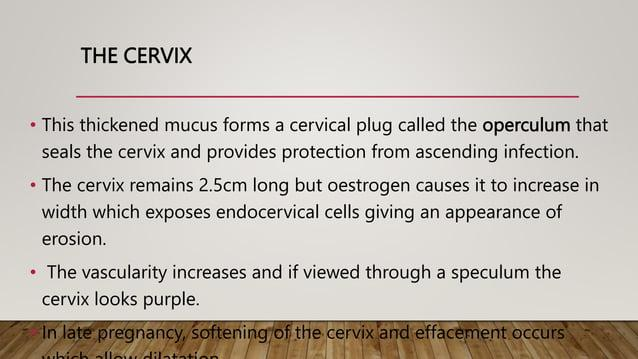 THE CERVIX
• This thickened mucus forms a cervical plug called the operculum that
seals the cervix and provides protection from ascending infection.
• The cervix remains 2.5cm long but oestrogen causes it to increase in
width which exposes endocervical cells giving an appearance of
erosion.
• The vascularity increases and if viewed through a speculum the
cervix looks purple.
• In late pregnancy, softening of the cervix and effacement occurs
which allow dilatation